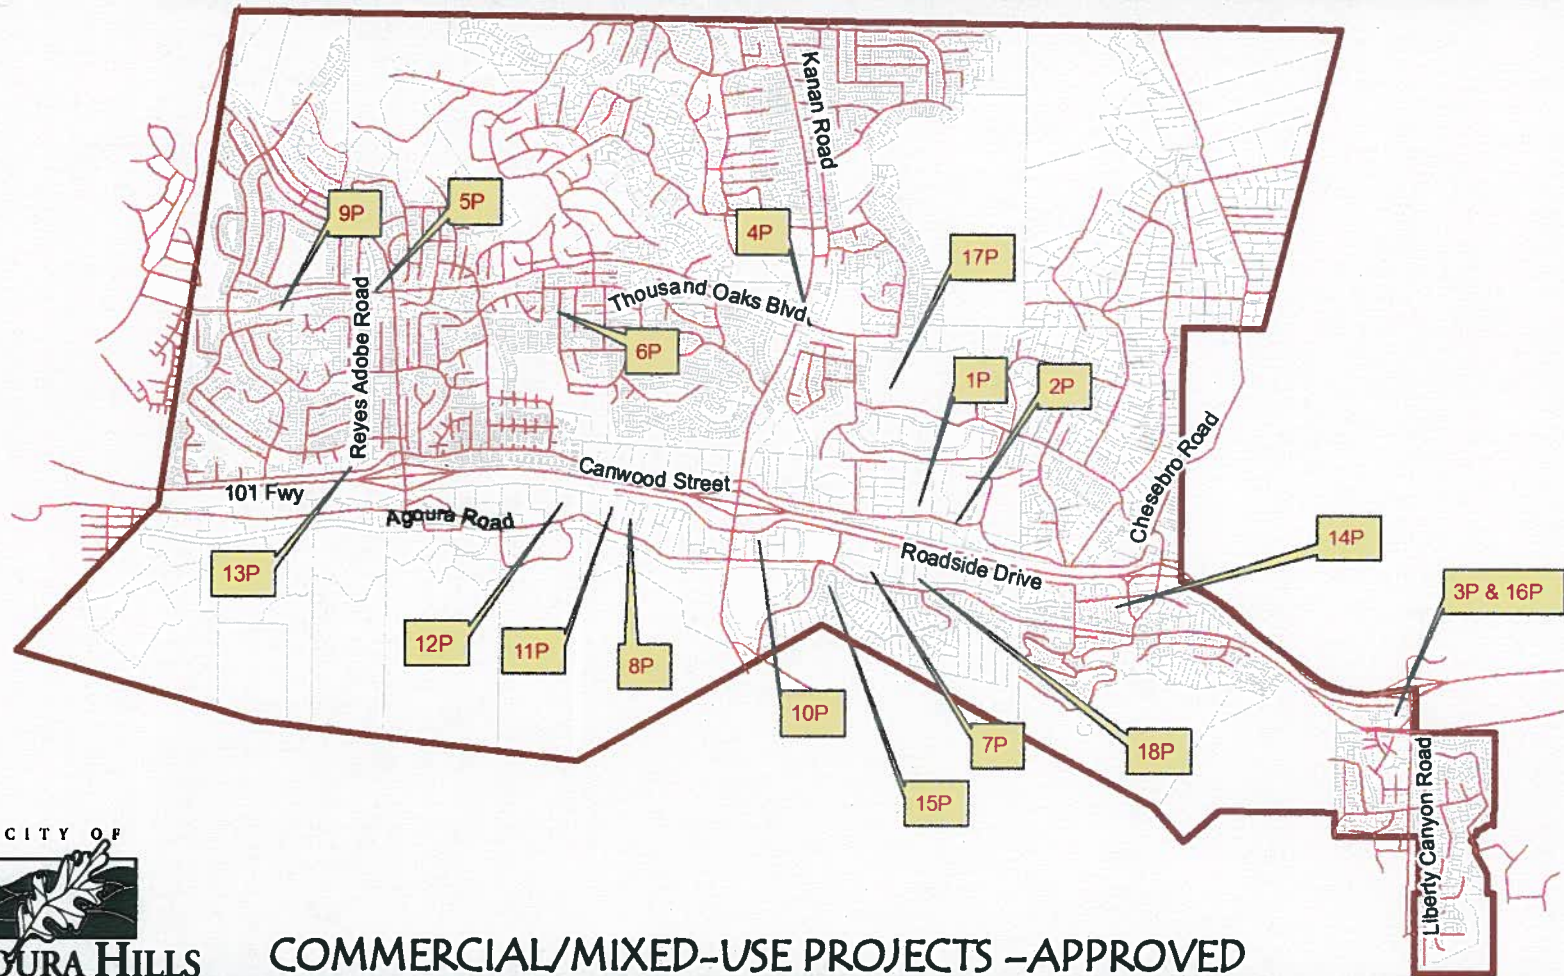 Kanan Road
9P
5P
4P
17P
Thousand Oaks Blvd.
Reyes Adobe Road
6P
1P
2P
Chesebro Road
Canwood Street
101 Fwy
Agoura Road
Roadside Drive
14P
13P
3P & 16P
12P
11P
8P
10P
7P
18P
15P
Liberty Canyon Road
CITY OF
HILLS
COMMERCIAL/MIXED-USE PROJECTS -APPROVED